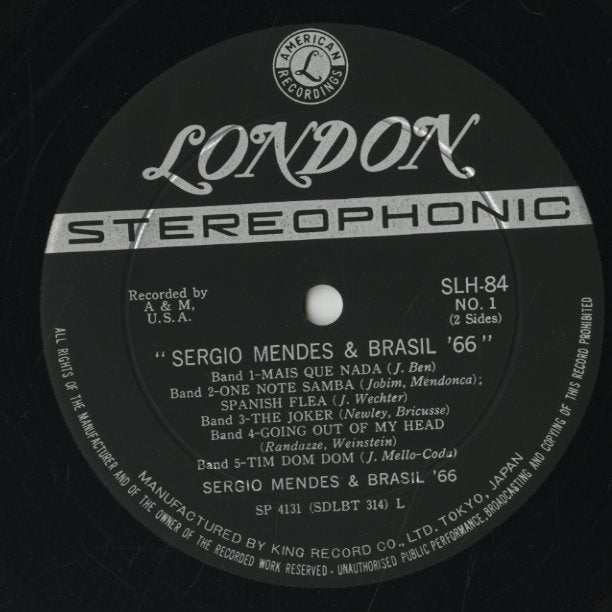 AMERICAN
L
RECORDINGS
LONDON
STEREOPHONIC
Recorded by
A & M,
U.S.A.
SLH-84
NO. 1
(2 Sides)
" SERGIO MENDES & BRASIL '66 "
Band 1-MAIS QUE NADA (J. Ben)
Band 2-ONE NOTE SAMBA (Jobim, Mendonca);
SPANISH FLEA (J. Wechter)
Band 3-THE JOKER (Newley, Bricusse)
Band 4-GOING OUT OF MY HEAD
(Randazze, Weinstein)
Band 5-TIM DOM DOM (J. Mello-Coda)
SERGIO MENDES & BRASIL '66
SP 4131 (SDLBT 314) L
MANUFACTURED BY KING RECORD CO., LTD, TOKYO, JAPAN
ALL RIGHTS OF THE MANUFACTURER AND OF THE OWNER OF THE RECORDED WORK RESERVED · UNAUTHORISED PUBLIC PERFORMANCE, BROADCASTING AND COPYING OF THIS RECORD PROHIBITED